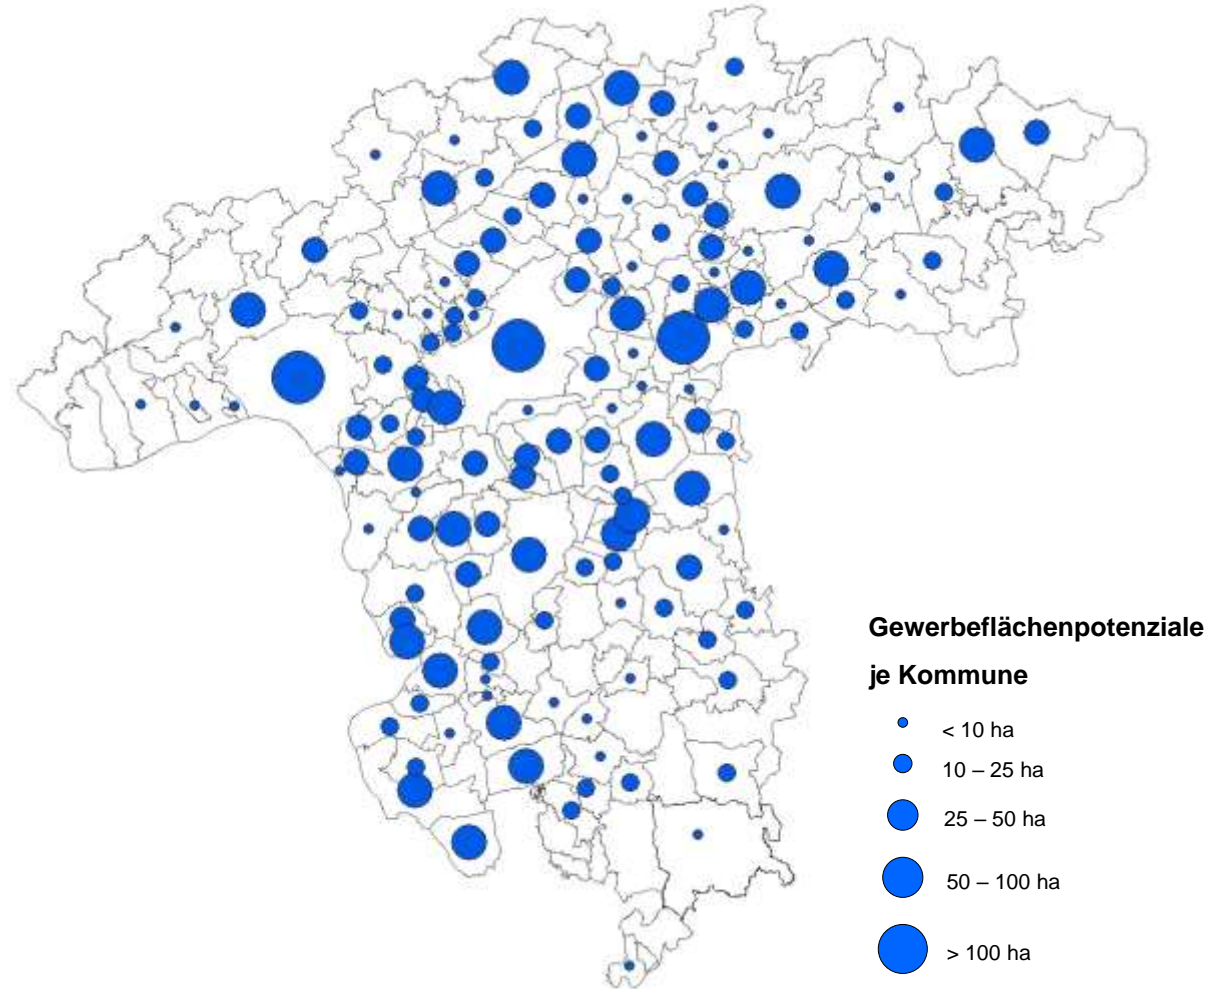 Gewerbeflächenpotenziale
je Kommune
< 10 ha
10 – 25 ha
25 – 50 ha
50 – 100 ha
> 100 ha